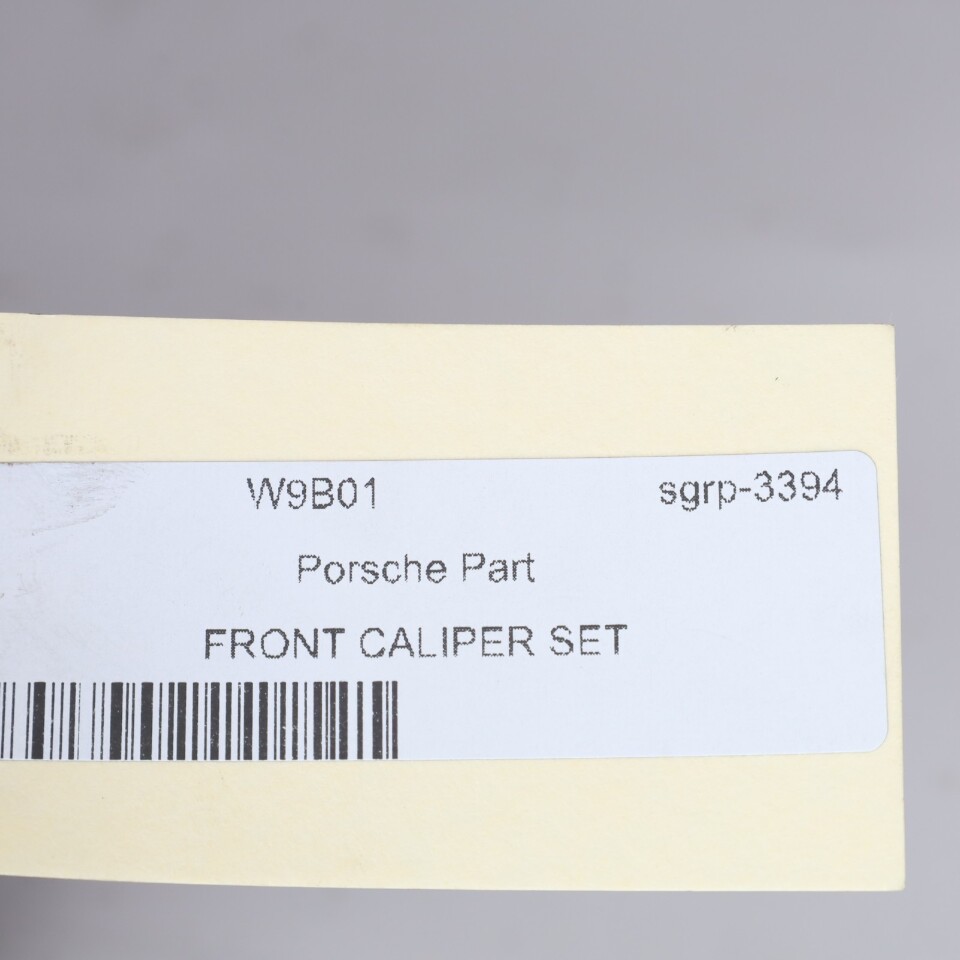 W9B01 sgrp-3394
Porsche Part
FRONT CALIPER SET